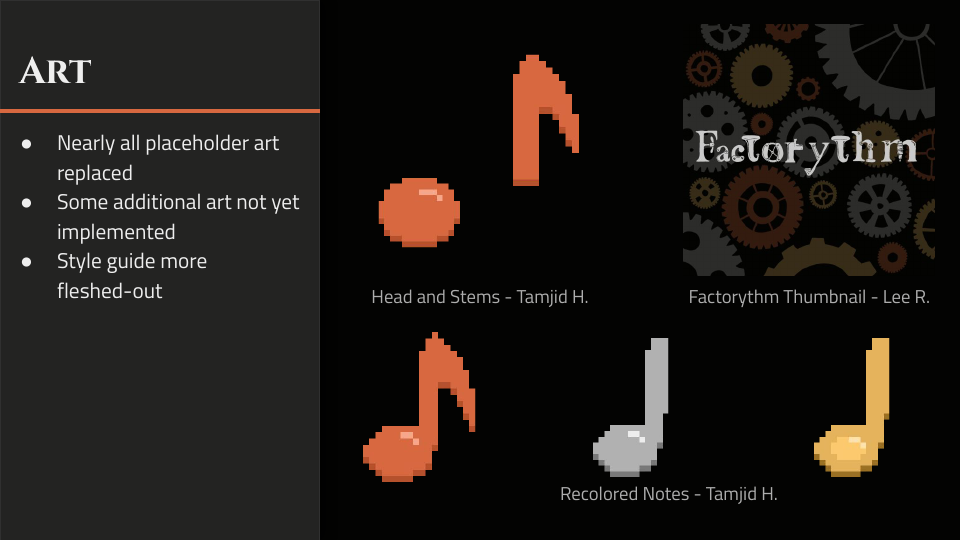 Art
● Nearly all placeholder art
replaced
● Some additional art not yet
implemented
● Style guide more
fleshed-out
Factorythm
Head and Stems - Tamjid H.
Factorythm Thumbnail - Lee R.
Recolored Notes - Tamjid H.